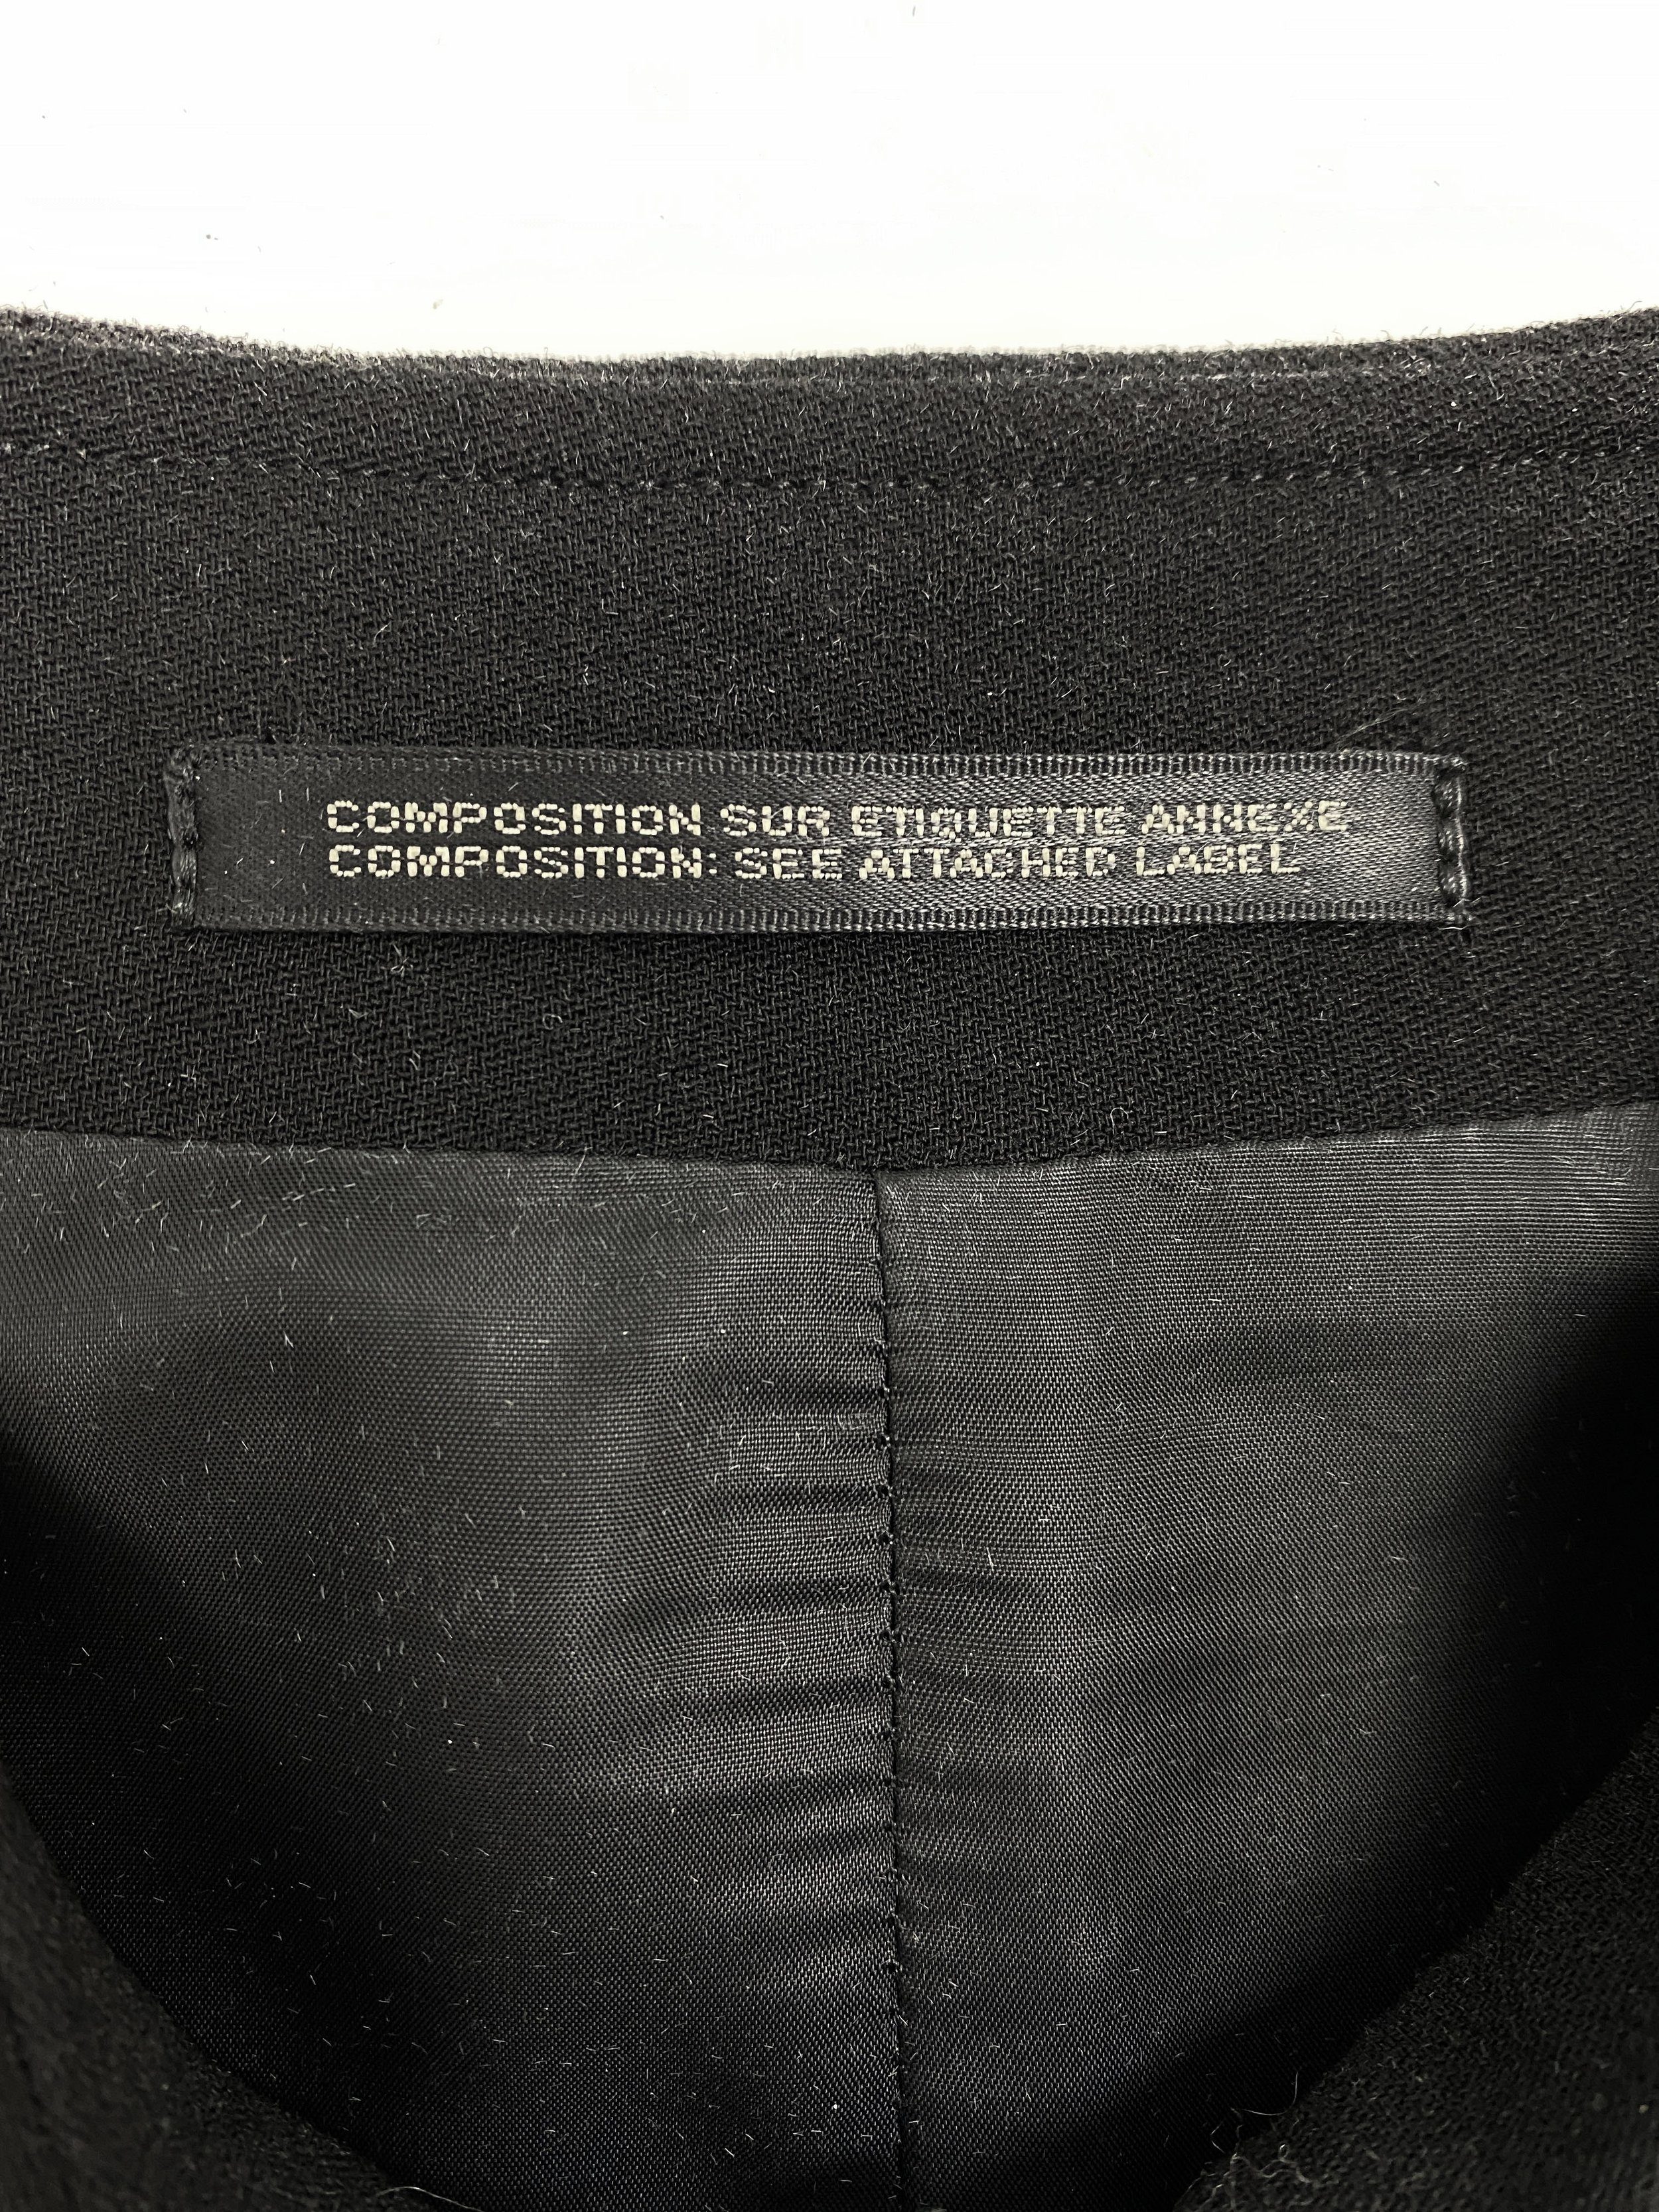 COMPOSITION SUR ETIQUETTE ANNEXE
COMPOSITION: SEE ATTACHED LABEL